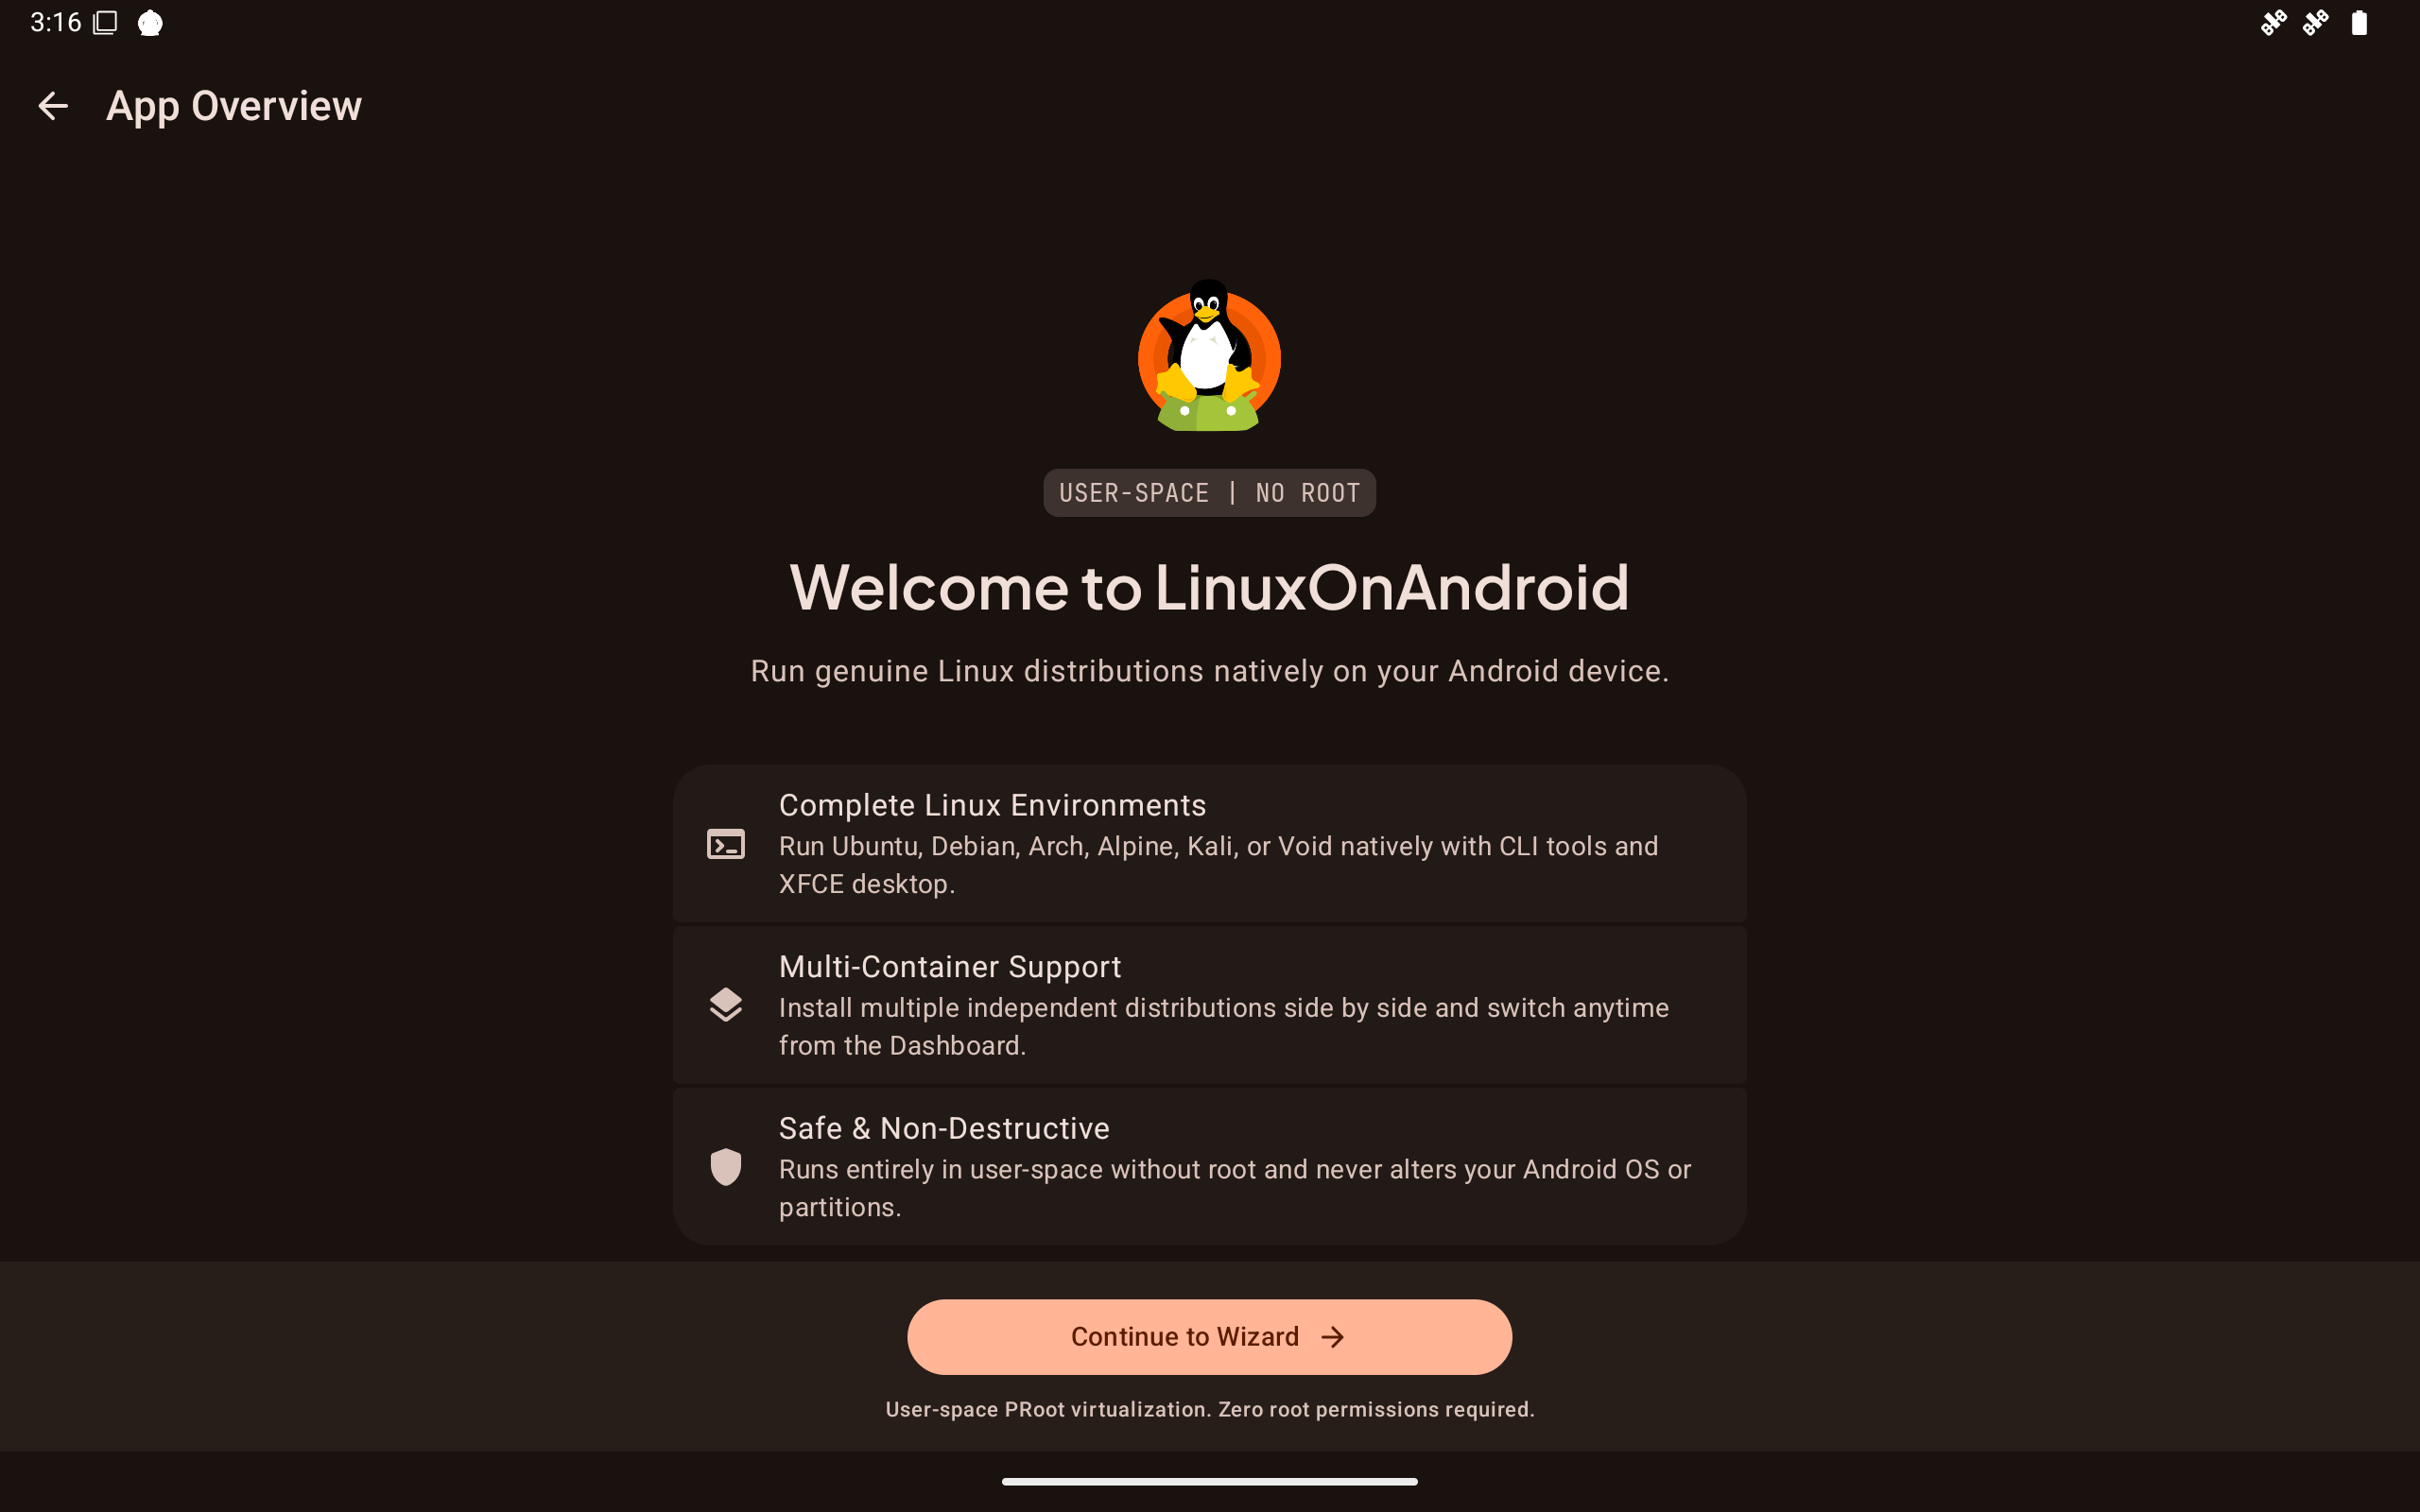 3:16
App Overview
USER-SPACE | NO ROOT
Welcome to LinuxOnAndroid
Run genuine Linux distributions natively on your Android device.
Complete Linux Environments
Run Ubuntu, Debian, Arch, Alpine, Kali, or Void natively with CLI tools and
XFCE desktop.
Multi-Container Support
Install multiple independent distributions side by side and switch anytime
from the Dashboard.
Safe & Non-Destructive
Runs entirely in user-space without root and never alters your Android OS or
partitions.
Continue to Wizard
User-space PRoot virtualization. Zero root permissions required.